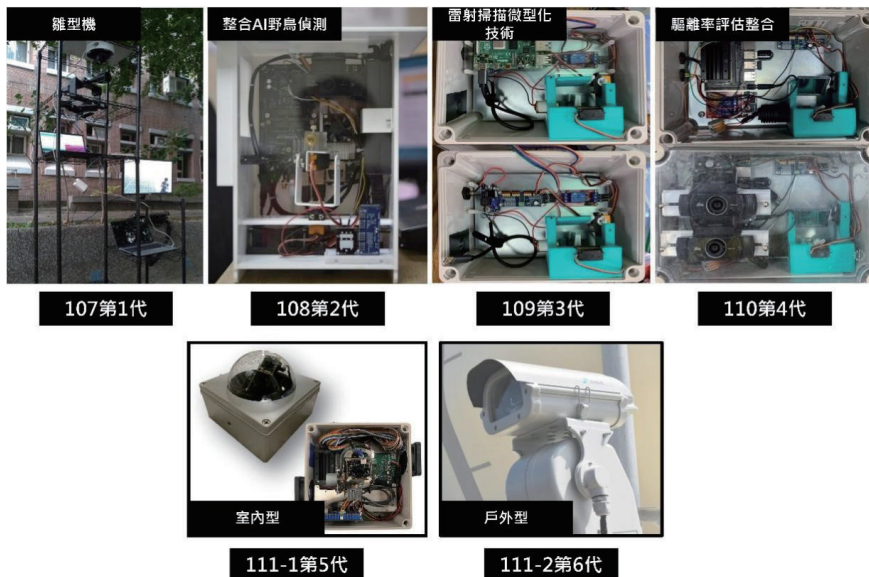 雛型機
整合AI野鳥偵測
雷射掃描微型化
技術
驅離率評估整合
107第1代
108第2代
109第3代
110第4代
室內型
戶外型
111-1第5代
111-2第6代